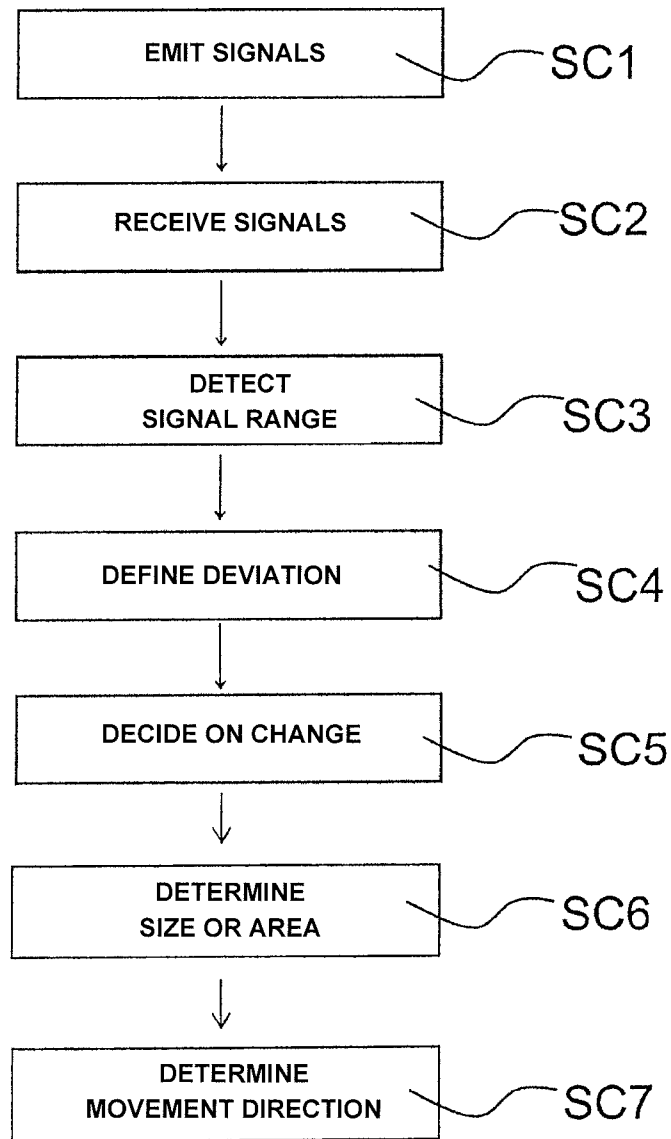 EMIT SIGNALS
SC1
RECEIVE SIGNALS
SC2
DETECT
SIGNAL RANGE
SC3
DEFINE DEVIATION
SC4
DECIDE ON CHANGE
SC5
DETERMINE
SIZE OR AREA
SC6
DETERMINE
MOVEMENT DIRECTION
SC7